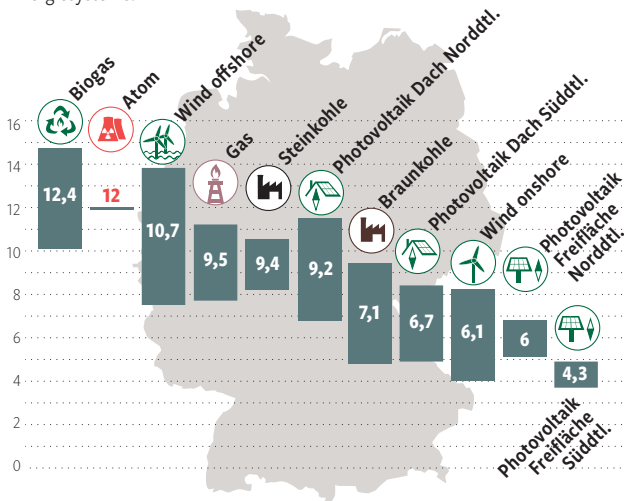 Biogas
Atom
Wind offshore
Gas
Steinkohle
Photovoltaik Dach Norddtl.
Braunkohle
Photovoltaik Dach Süddtl.
Wind onshore
Photovoltaik
Freifläche
Norddtl.
16
14
12
10
8
6
4
2
0
12,4
12
10,7
9,5
9,4
9,2
7,1
6,7
6,1
6
4,3
Photovoltaik
Freifläche
Süddtl.